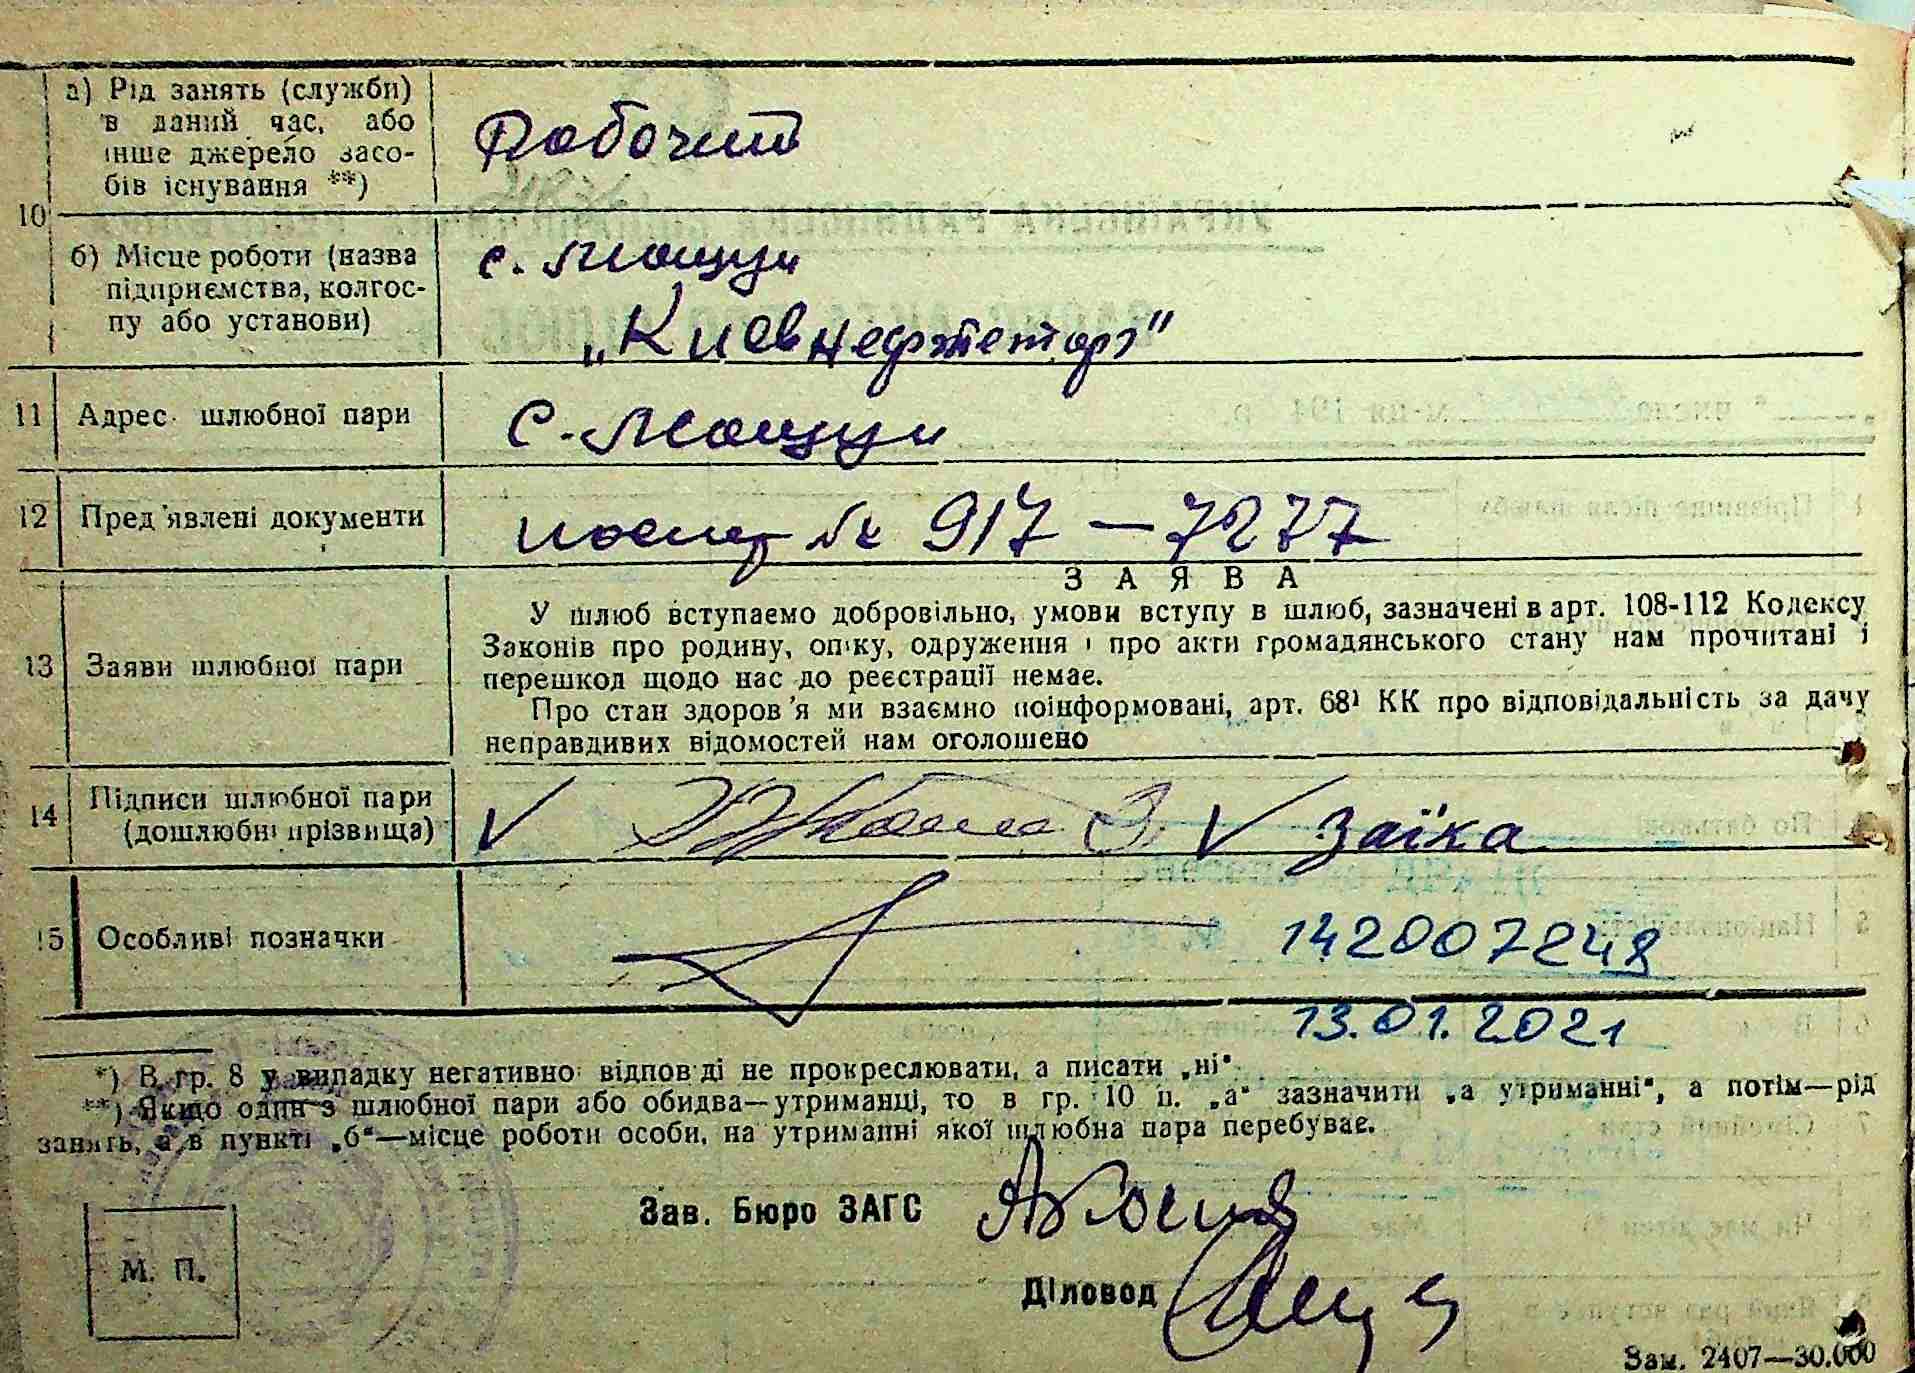 10
а) Рід занять (служби)
в даний час, або
інше джерело засо-
бів існування **)
Рабочий
б) Місце роботи (назва
підприємства, колгос-
пу або установи)
с. Мощун
„Киевнефтеторг"
11 Адрес шлюбної пари
с. Мощун
12 Пред'явлені документи
№ 917 — 7277
ЗАЯВА
13 Заяви шлюбної пари
У шлюб вступаємо добровільно, умови вступу в шлюб, зазначені в арт. 108-112 Кодексу
Законів про родину, опіку, одруження і про акти громадянського стану нам прочитані і
перешкод щодо нас до реєстрації немає.
Про стан здоров'я ми взаємно поінформовані, арт. 68¹ КК про відповідальність за дачу
неправдивих відомостей нам оголошено
14 Підписи шлюбної пари
(дошлюбні прізвища)
Заїка
15 Особливі позначки
142007248
13.01.2021
*) В гр. 8 у випадку негативної відповіді не прокреслювати, а писати „ні".
**) Якщо один з шлюбної пари або обидва—утриманці, то в гр. 10 п. „а" зазначити „а утриманні", а потім—рід
занять, а в пункті „б"—місце роботи особи, на утриманні якої шлюбна пара перебуває.
Зав. Бюро ЗАГС
М. П.
Діловод
Зам. 2407—30.000